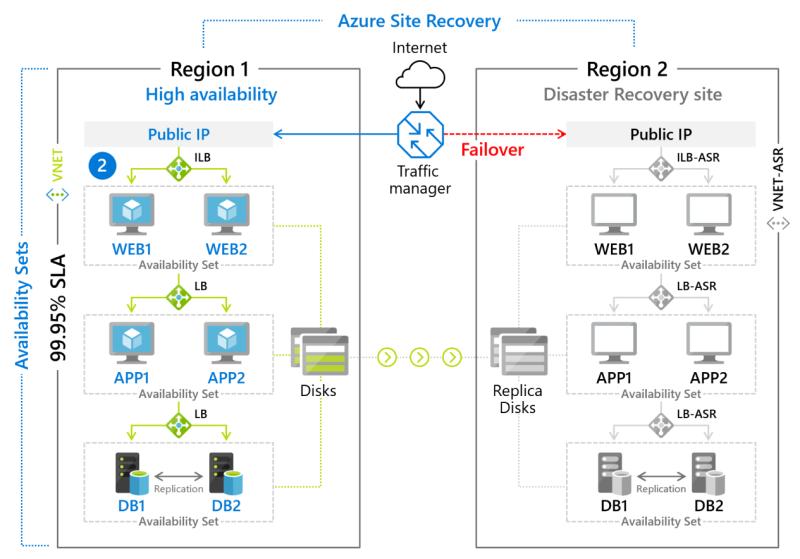 Azure Site Recovery
Internet
Region 1
High availability
Region 2
Disaster Recovery site
Public IP
Failover
Traffic
manager
Public IP
VNET
2
ILB
WEB1
WEB2
Availability Set
LB
APP1
APP2
Availability Set
LB
DB1
Replication
DB2
Availability Set
Availability Sets
99.95% SLA
Disks
Replica
Disks
ILB-ASR
VNET-ASR
WEB1
WEB2
Availability Set
LB-ASR
APP1
APP2
Availability Set
LB-ASR
DB1
Replication
DB2
Availability Set